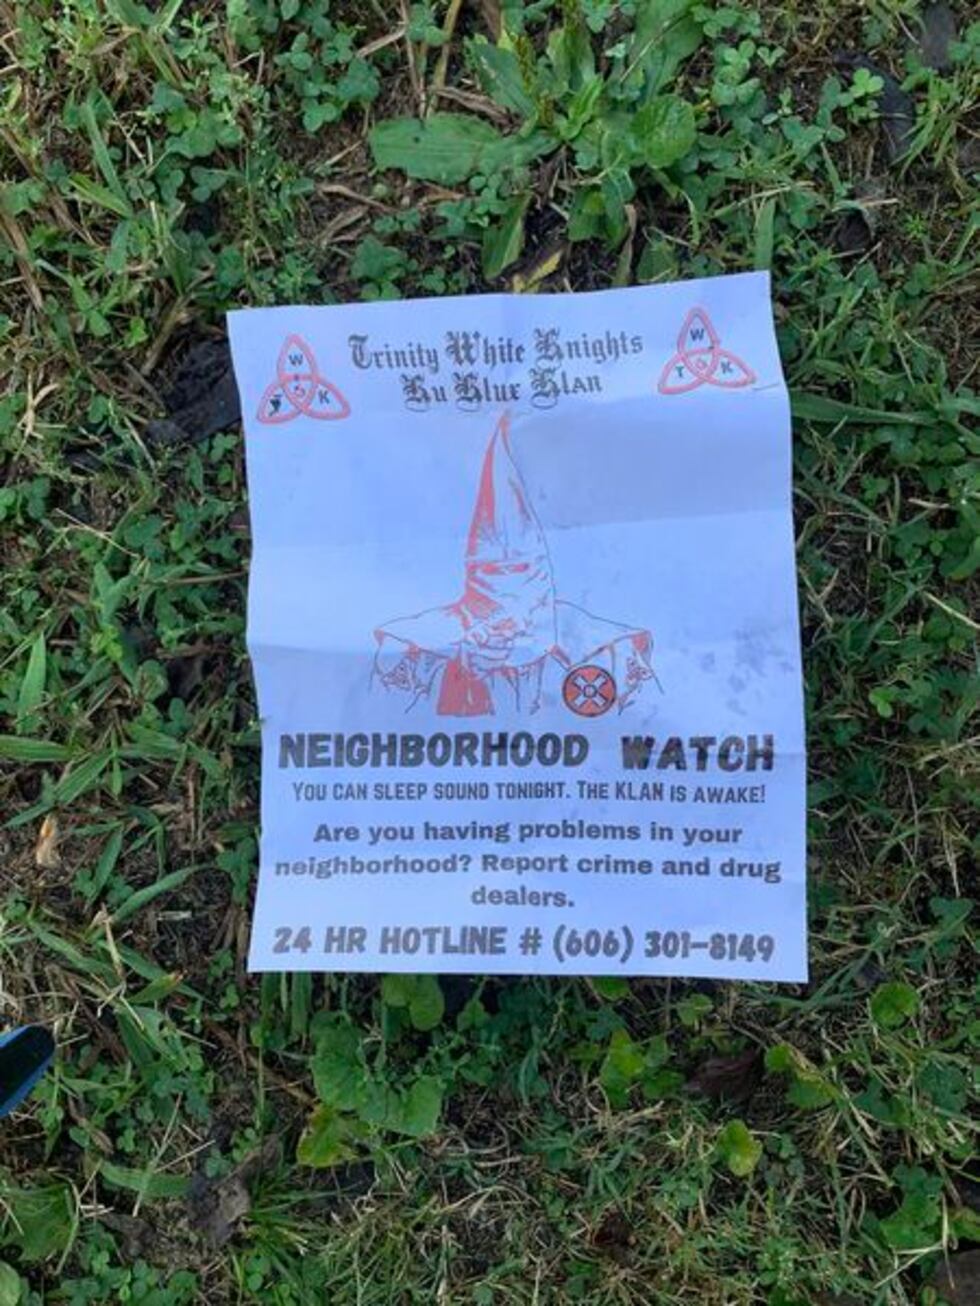 Trinity White Knights
Ku Klux Klan
W
T K
W
T K
NEIGHBORHOOD WATCH
YOU CAN SLEEP SOUND TONIGHT. THE KLAN IS AWAKE!
Are you having problems in your
neighborhood? Report crime and drug
dealers.
24 HR HOTLINE # (606) 301-8149